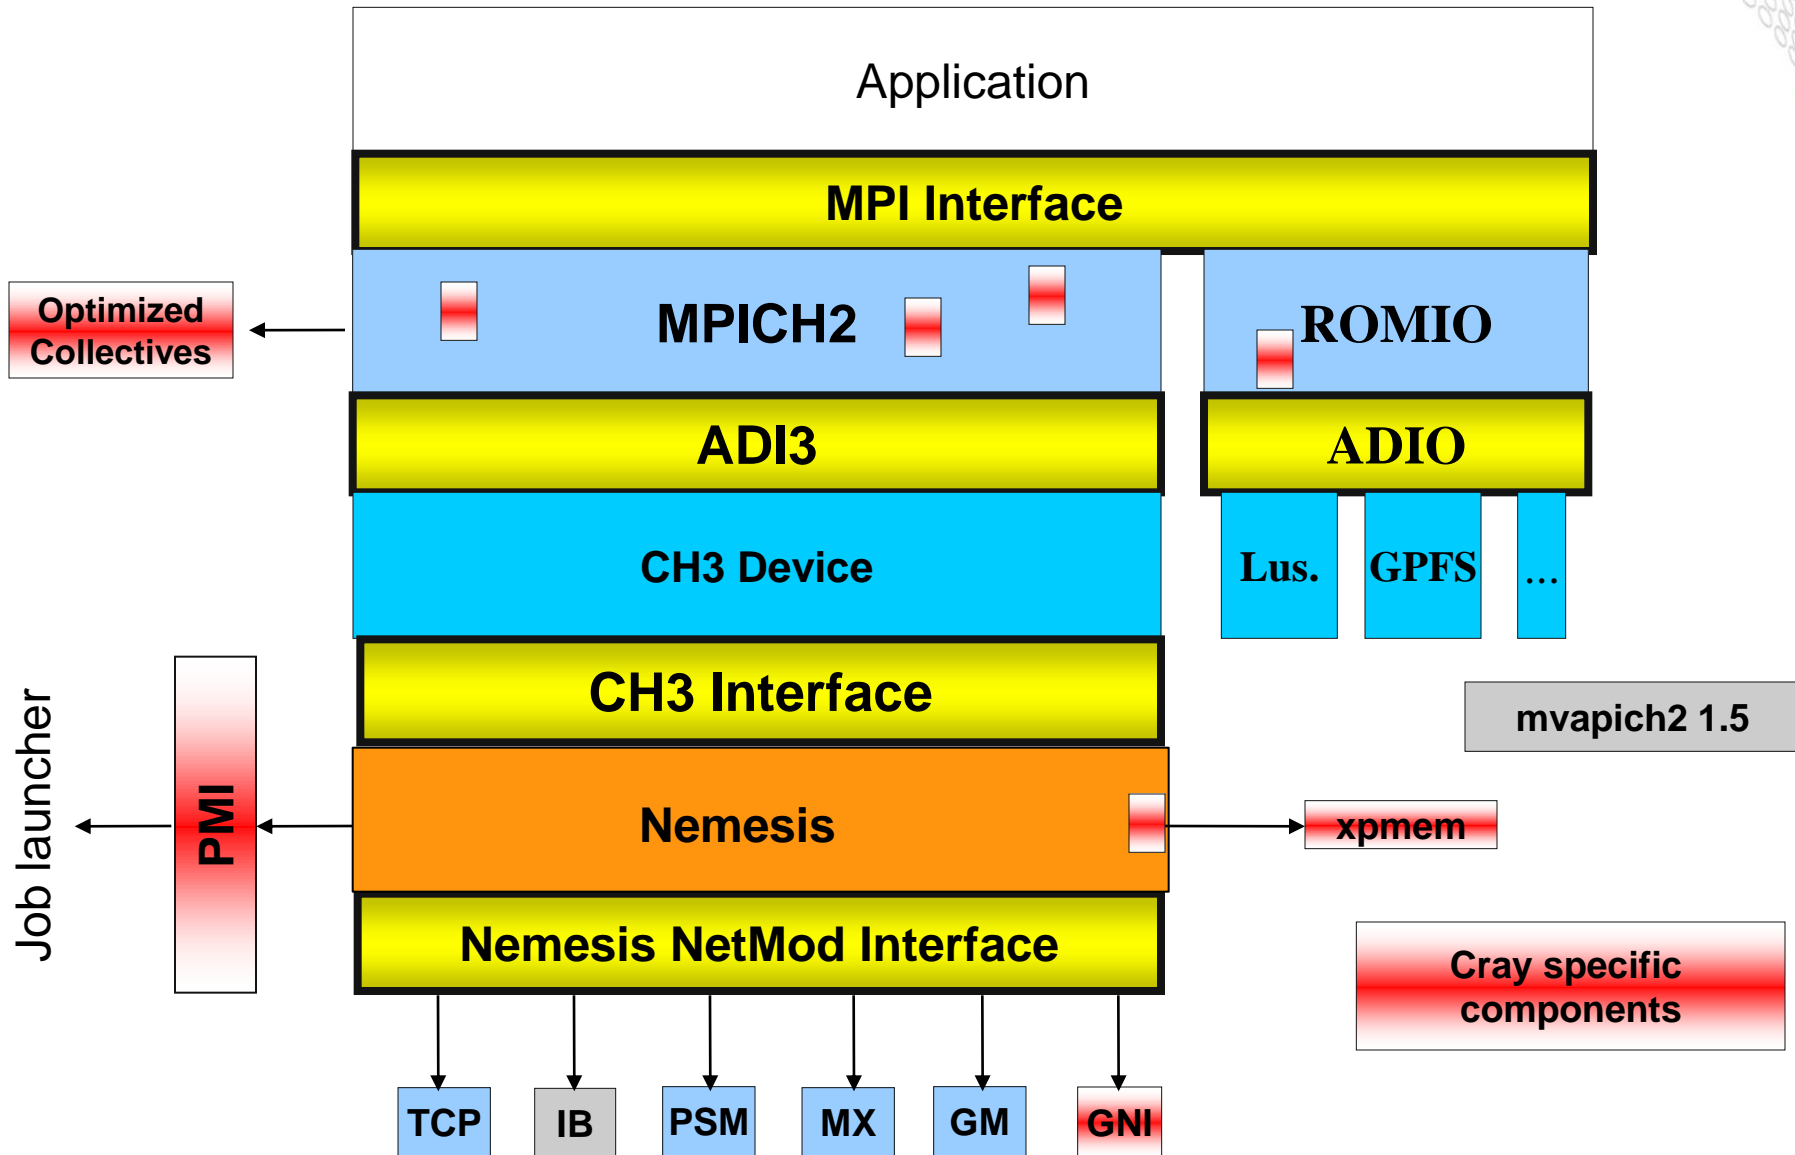 Application
MPI Interface
Optimized
Collectives
MPICH2
ROMIO
ADI3
ADIO
CH3 Device
Lus.
GPFS
...
CH3 Interface
mvapich2 1.5
Job launcher
PMI
Nemesis
xpmem
Nemesis NetMod Interface
Cray specific
components
TCP
IB
PSM
MX
GM
GNI